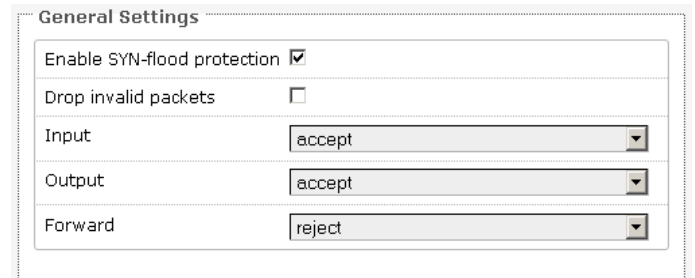 General Settings
Enable SYN-flood protection
Drop invalid packets
Input accept
Output accept
Forward reject